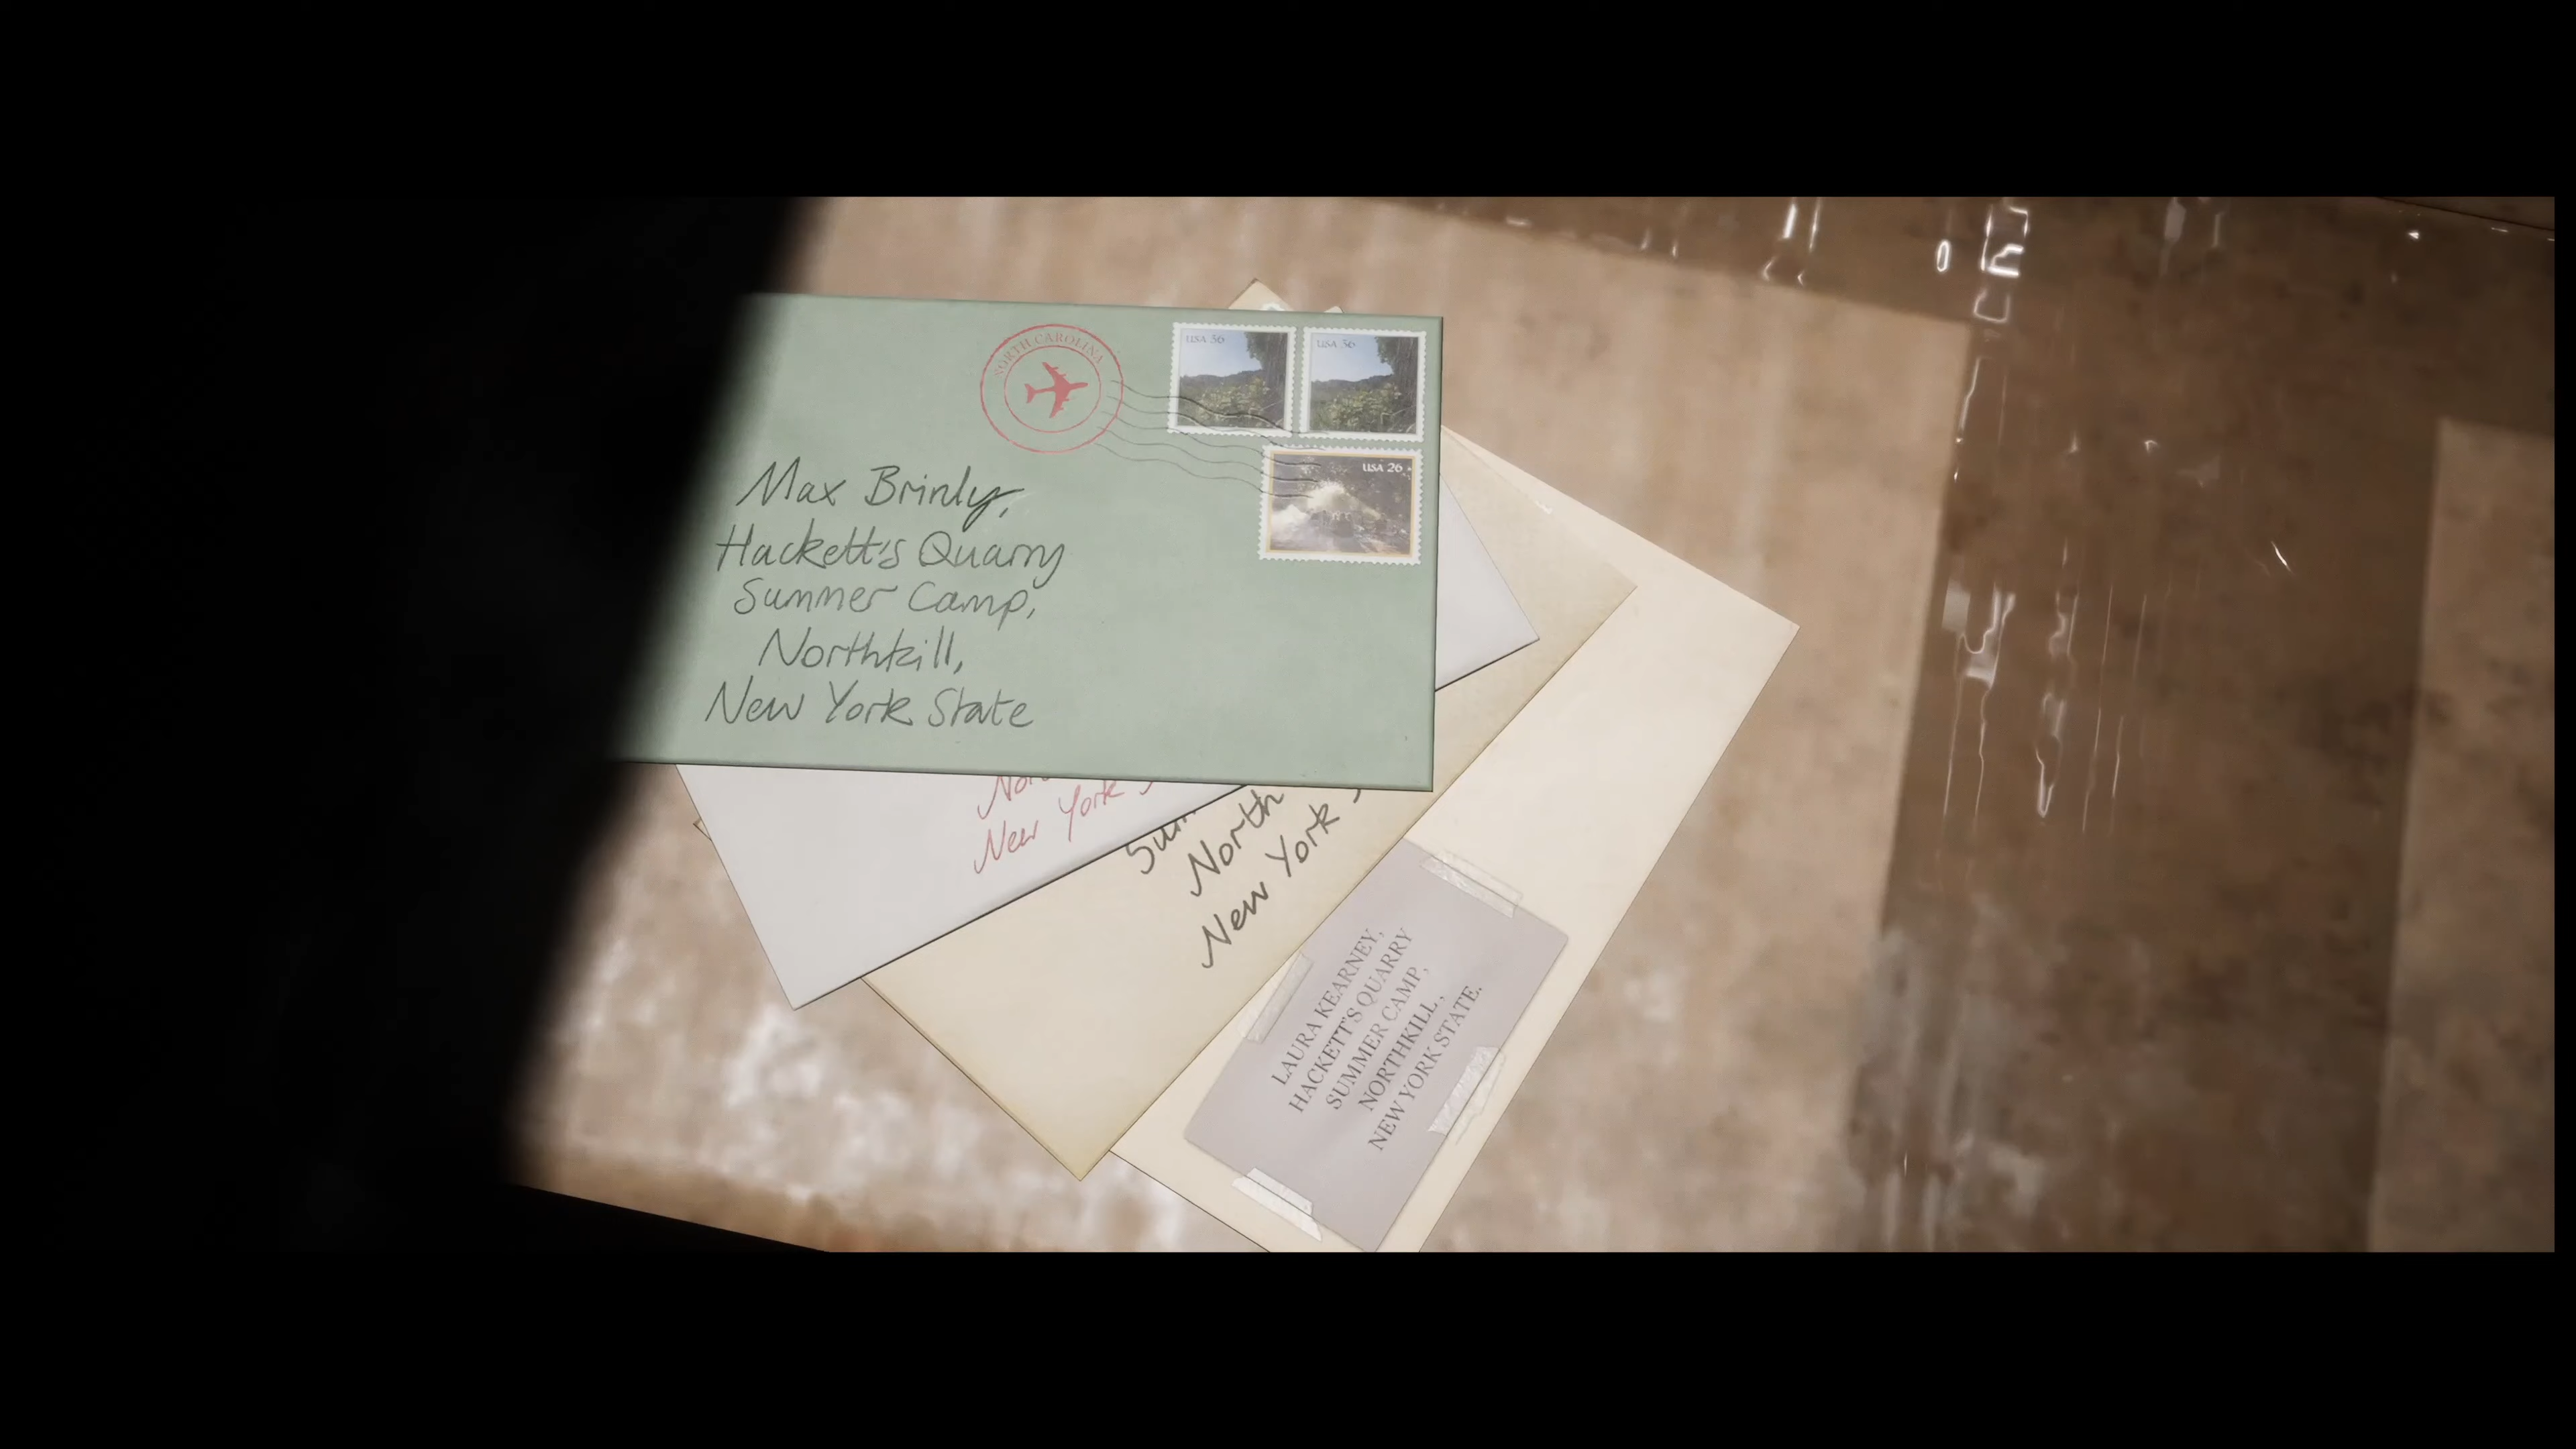 NORTH CAROLINA
USA 36
USA 36
USA 26
Max Brinly,
Hackett's Quarry
Summer Camp,
Northkill,
New York State
New York
North
New York
LAURA KEARNEY,
HACKETT'S QUARRY
SUMMER CAMP,
NORTHKILL,
NEW YORK STATE.